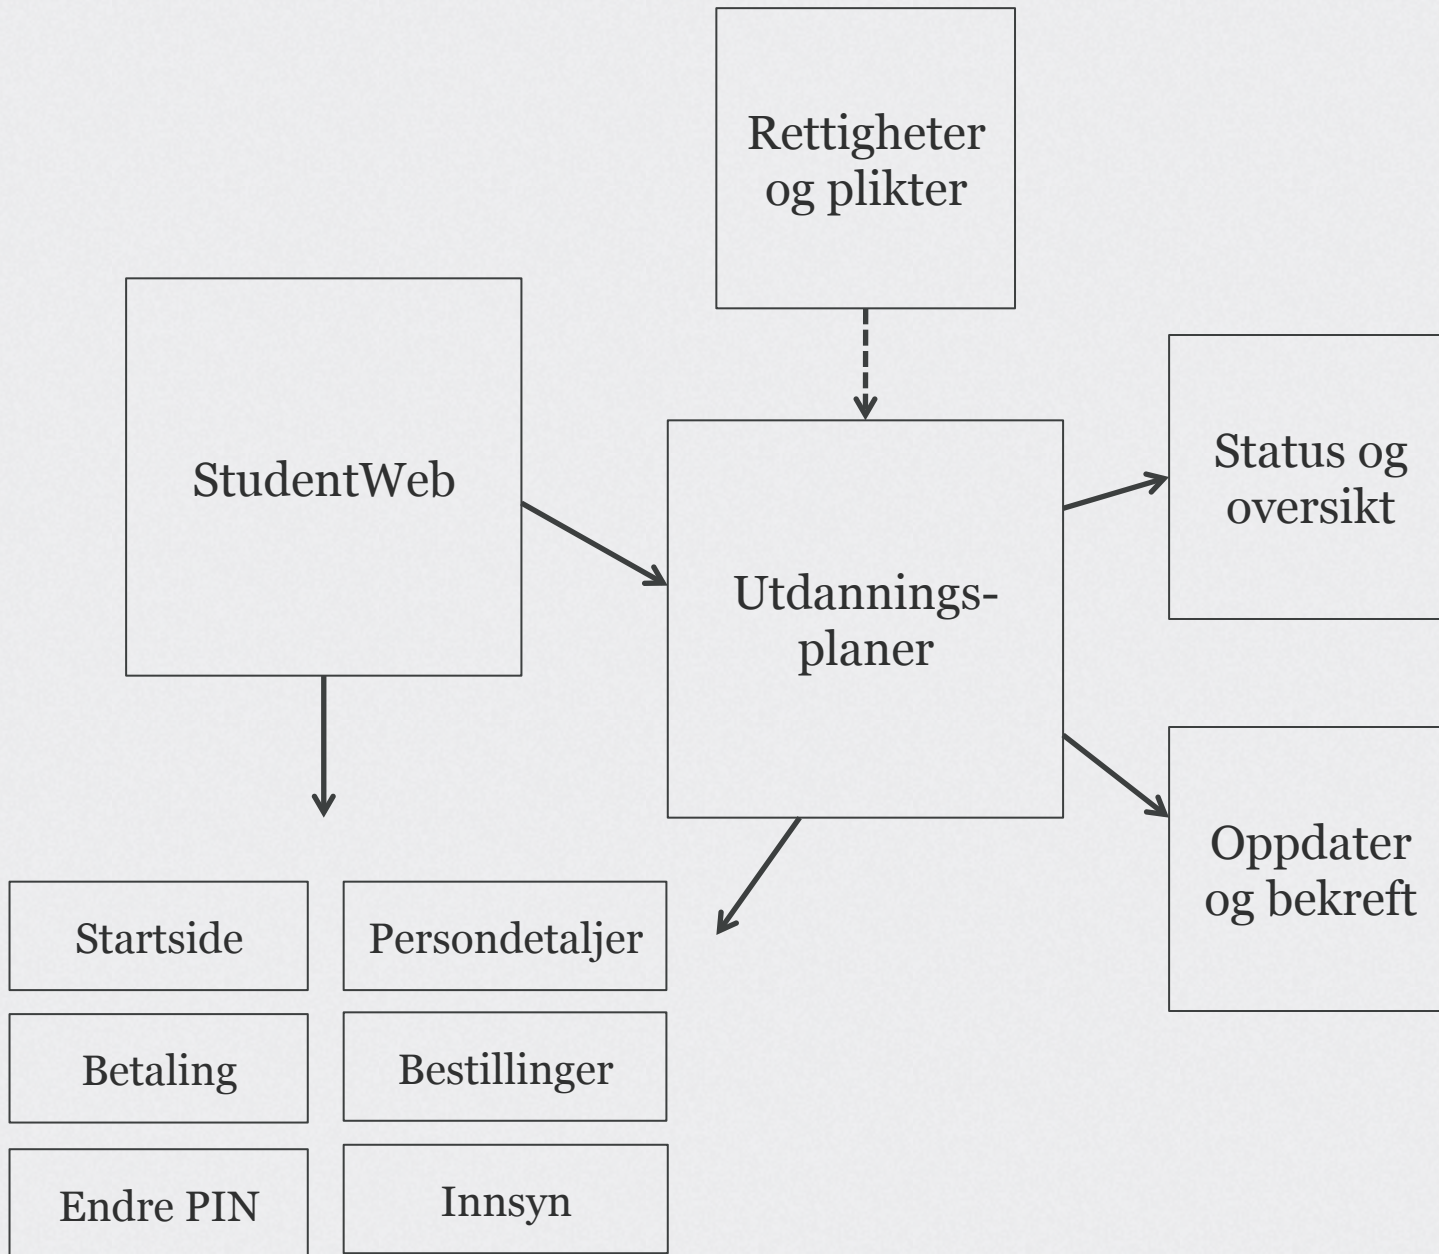 Rettigheter
og plikter
StudentWeb
Status og
oversikt
Utdannings-
planer
Oppdater
og bekreft
Startside
Persondetaljer
Betaling
Bestillinger
Endre PIN
Innsyn